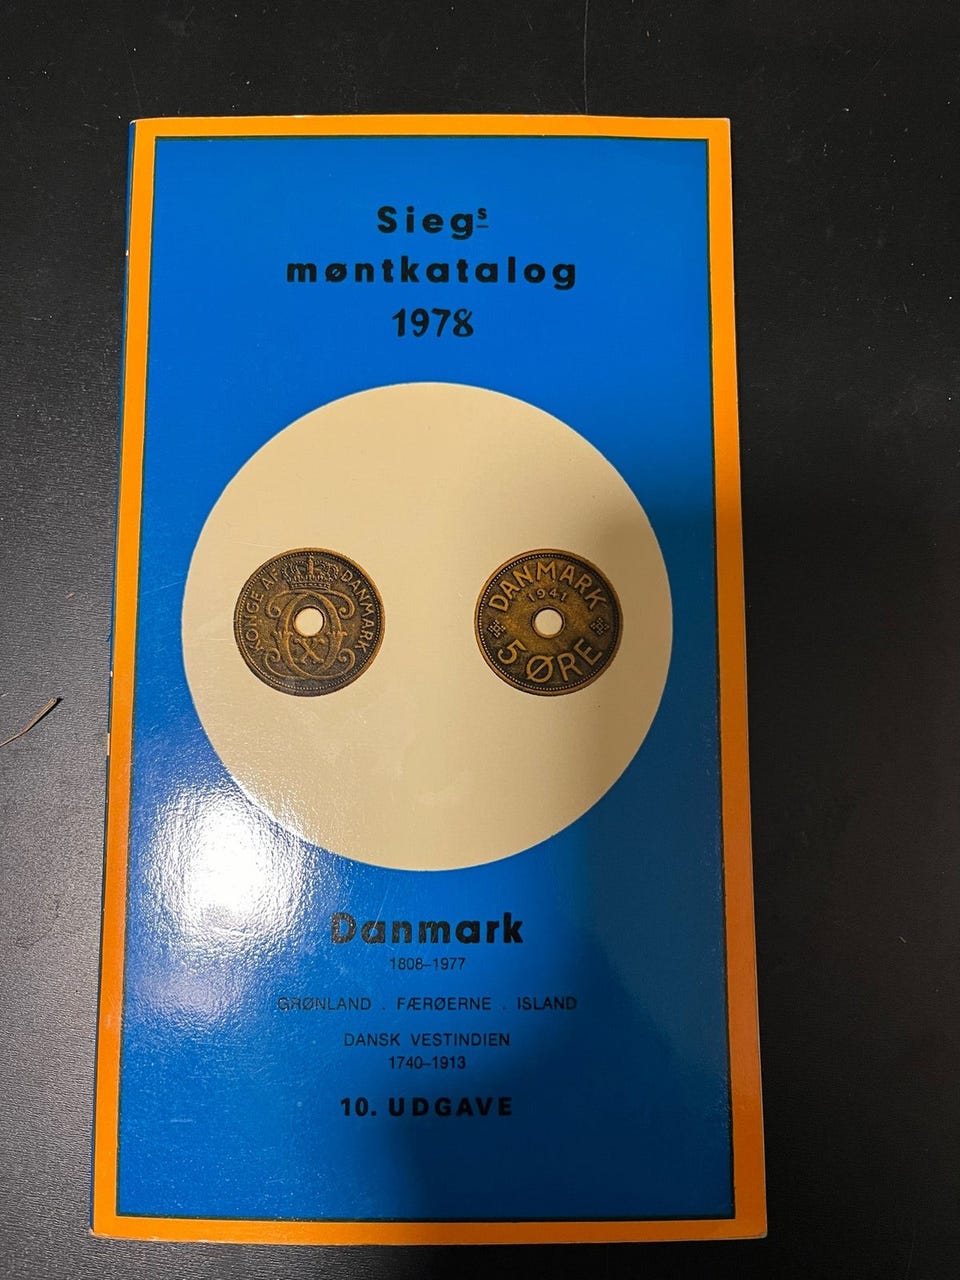 Siegs
møntkatalog
1978
KONGE AF DANMARK
DANMARK
1941
5 ØRE
Danmark
1808–1977
GRØNLAND . FÆRØERNE . ISLAND
DANSK VESTINDIEN
1740–1913
10. UDGAVE